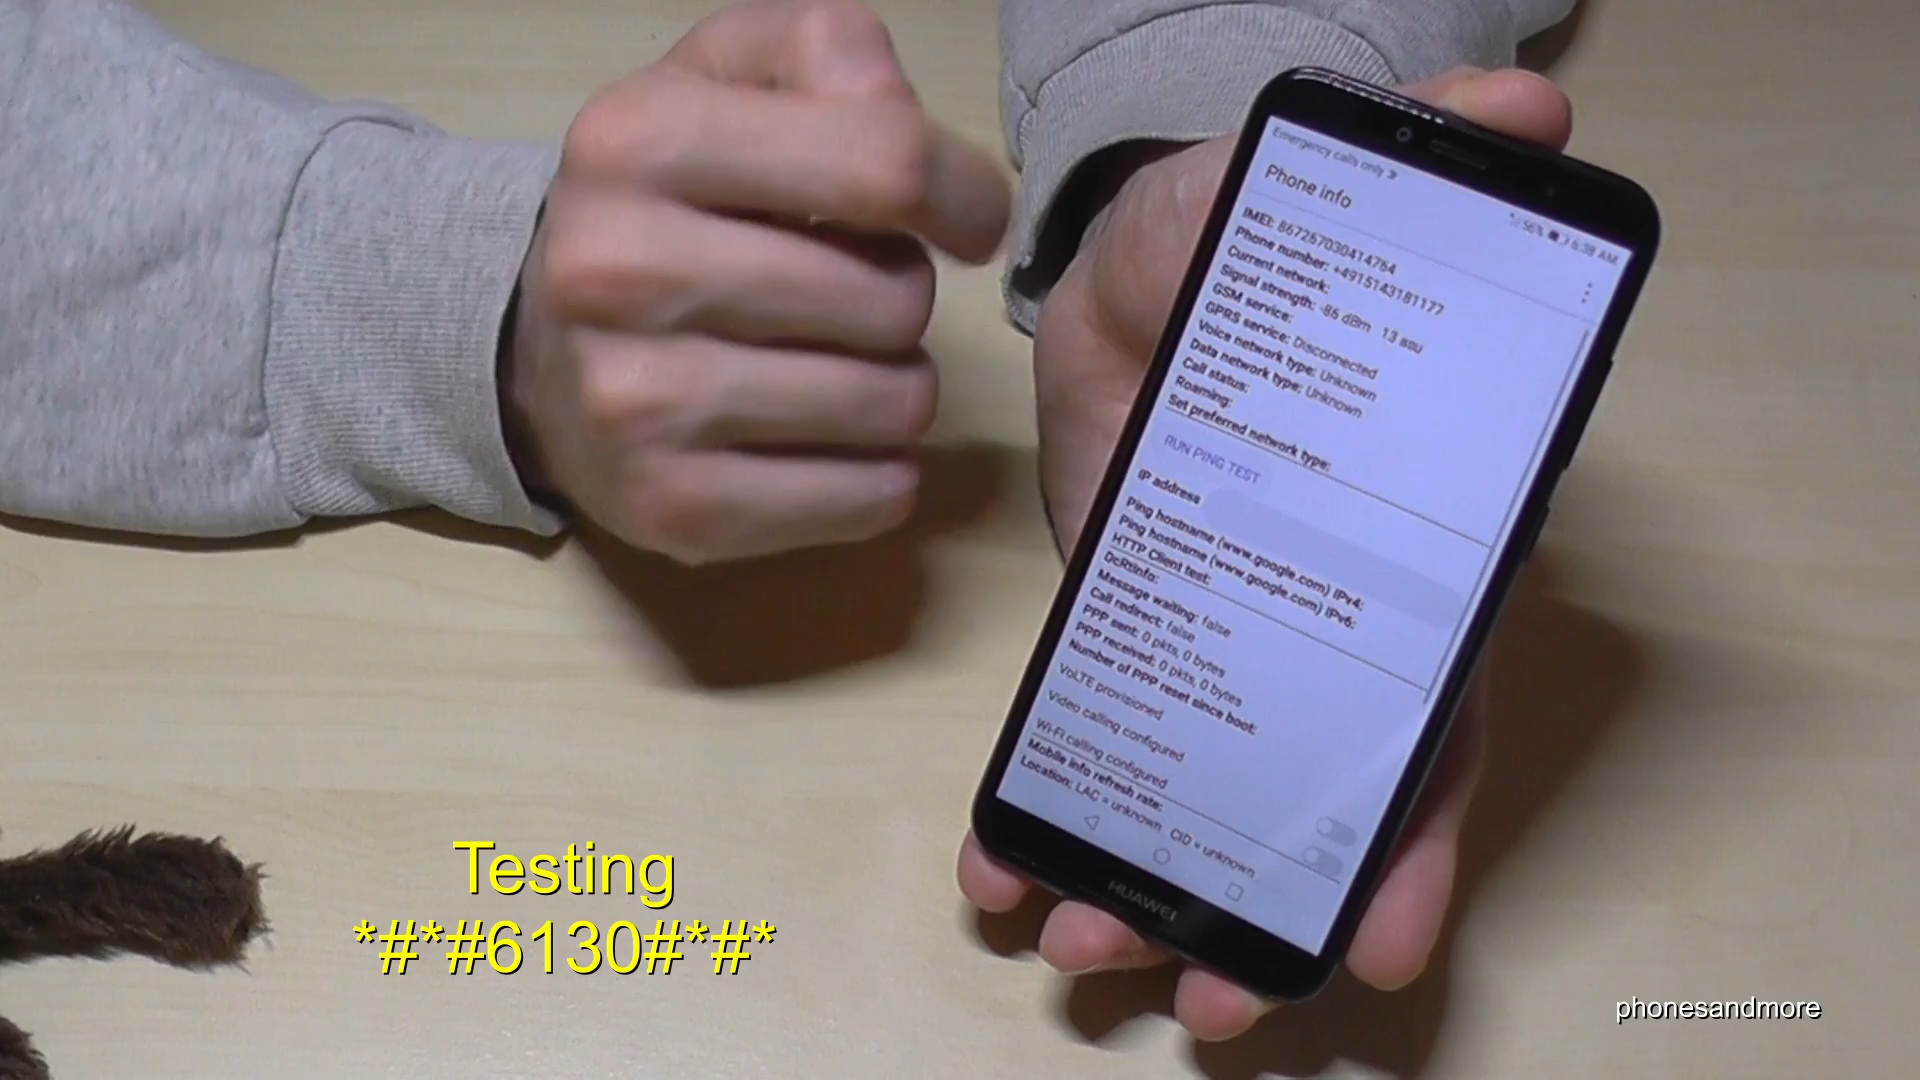 Emergency calls only
56% 6:38 AM
Phone info
IMEI: 867267030414764
Phone number: +4915143181177
Current network:
Signal strength: -86 dBm 13 asu
GSM service:
GPRS service: Disconnected
Voice network type: Unknown
Data network type: Unknown
Call status:
Roaming:
Set preferred network type:
RUN PING TEST
IP address
Ping hostname (www.google.com) IPv4:
Ping hostname (www.google.com) IPv6:
HTTP Client test:
DcRtInfo:
Message waiting: false
Call redirect: false
PPP sent: 0 pkts, 0 bytes
PPP received: 0 pkts, 0 bytes
Number of PPP reset since boot:
VoLTE provisioned
Video calling configured
Wi-Fi calling configured
Mobile info refresh rate:
Location: LAC = unknown CID = unknown
HUAWEI
Testing
*#*#6130#*#*
phonesandmore